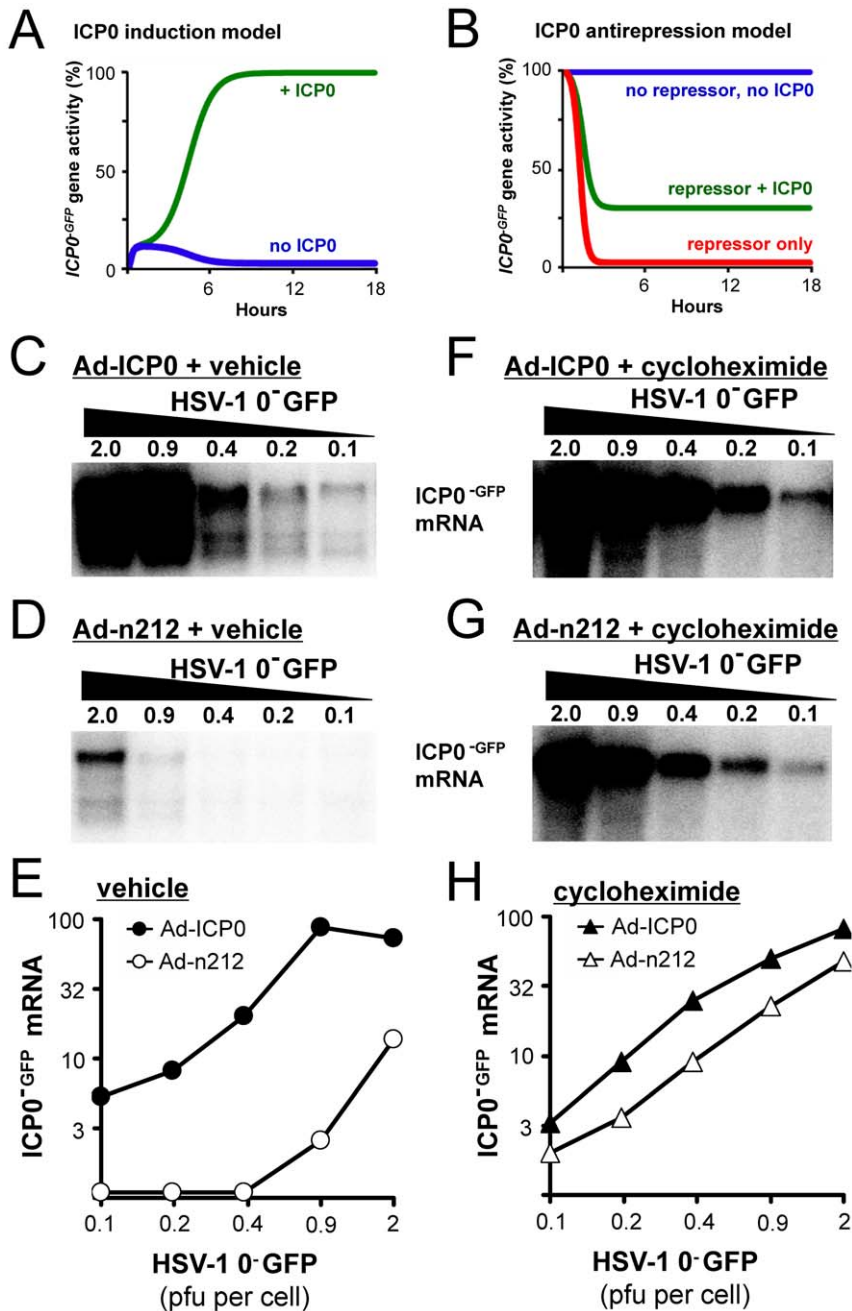 A ICP0 induction model
ICP0-GFP gene activity (%)
100
50
0
+ ICP0
no ICP0
6 12 18
Hours
B ICP0 antirepression model
ICP0-GFP gene activity (%)
100
50
0
no repressor, no ICP0
repressor + ICP0
repressor only
6 12 18
Hours
C Ad-ICP0 + vehicle
HSV-1 0-GFP
2.0 0.9 0.4 0.2 0.1
F Ad-ICP0 + cycloheximide
HSV-1 0-GFP
2.0 0.9 0.4 0.2 0.1
ICP0-GFP
mRNA
D Ad-n212 + vehicle
HSV-1 0-GFP
2.0 0.9 0.4 0.2 0.1
G Ad-n212 + cycloheximide
HSV-1 0-GFP
2.0 0.9 0.4 0.2 0.1
ICP0-GFP
mRNA
E vehicle
ICP0-GFP mRNA
100
32
10
3
Ad-ICP0
Ad-n212
0.1 0.2 0.4 0.9 2
HSV-1 0-GFP
(pfu per cell)
H cycloheximide
ICP0-GFP mRNA
100
32
10
3
Ad-ICP0
Ad-n212
0.1 0.2 0.4 0.9 2
HSV-1 0-GFP
(pfu per cell)